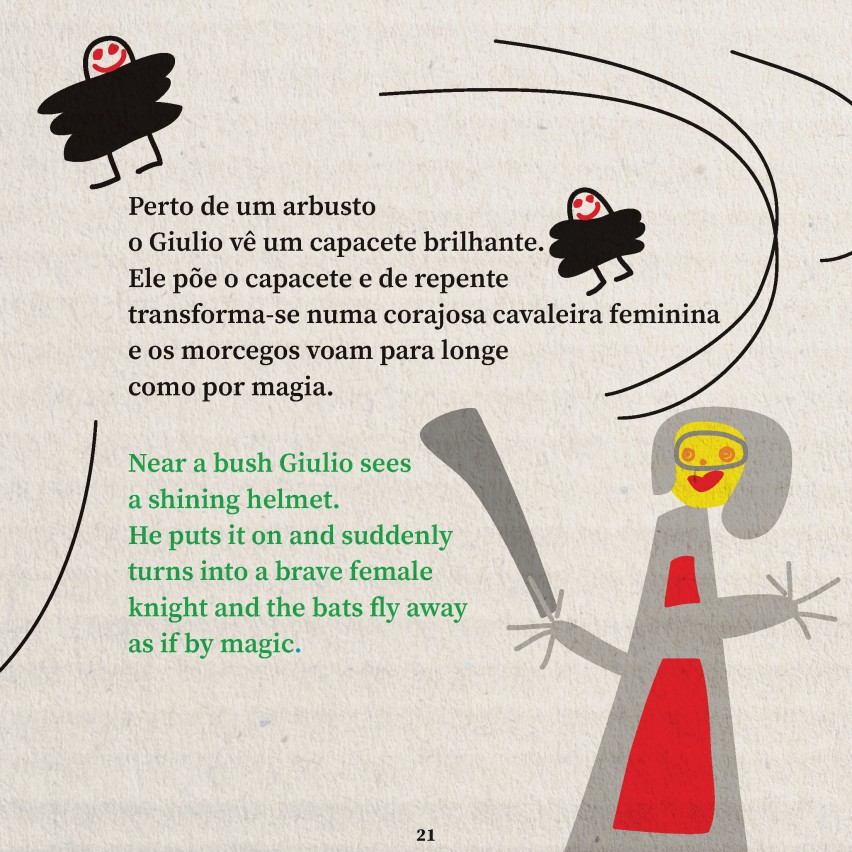 Perto de um arbusto
o Giulio vê um capacete brilhante.
Ele põe o capacete e de repente
transforma-se numa corajosa cavaleira feminina
e os morcegos voam para longe
como por magia.
Near a bush Giulio sees
a shining helmet.
He puts it on and suddenly
turns into a brave female
knight and the bats fly away
as if by magic.
21